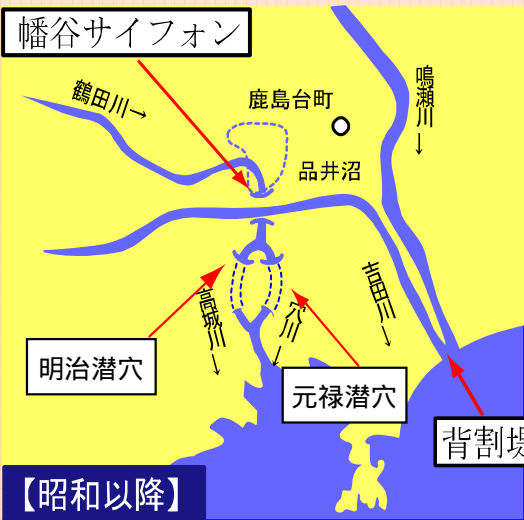 幡谷サイフォン
鶴田川→
鹿島台町
鳴瀬川→
品井沼
吉田川→
高城川→
穴川→
明治潜穴
元禄潜穴
背割堤
【昭和以降】